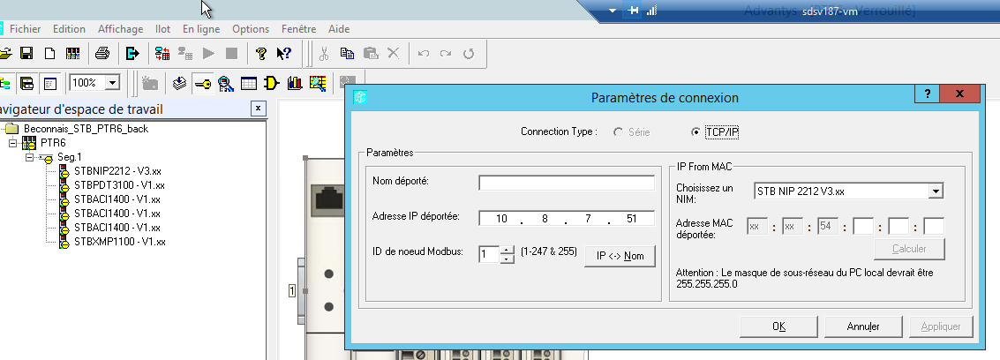 Advantys Verrouillé]
sdsv187-vm
Fichier Edition Affichage Ilot En ligne Options Fenêtre Aide
100%
avigateur d'espace de travail
Beconnais_STB_PTR6_back
PTR6
Seg.1
STBNIP2212 - V3.xx
STBPDT3100 - V1.xx
STBACI1400 - V1.xx
STBACI1400 - V1.xx
STBACI1400 - V1.xx
STBXMP1100 - V1.xx
1
Paramètres de connexion
Connection Type : Série TCP/IP
Paramètres
Nom déporté:
Adresse IP déportée: 10 . 8 . 7 . 51
ID de noeud Modbus: 1 (1-247 & 255) IP <-> Nom
IP From MAC
Choisissez un
NIM:
STB NIP 2212 V3.xx
Adresse MAC
déportée:
xx : xx : 54 : : :
Calculer
Attention : Le masque de sous-réseau du PC local devrait être
255.255.255.0
OK Annuler Appliquer